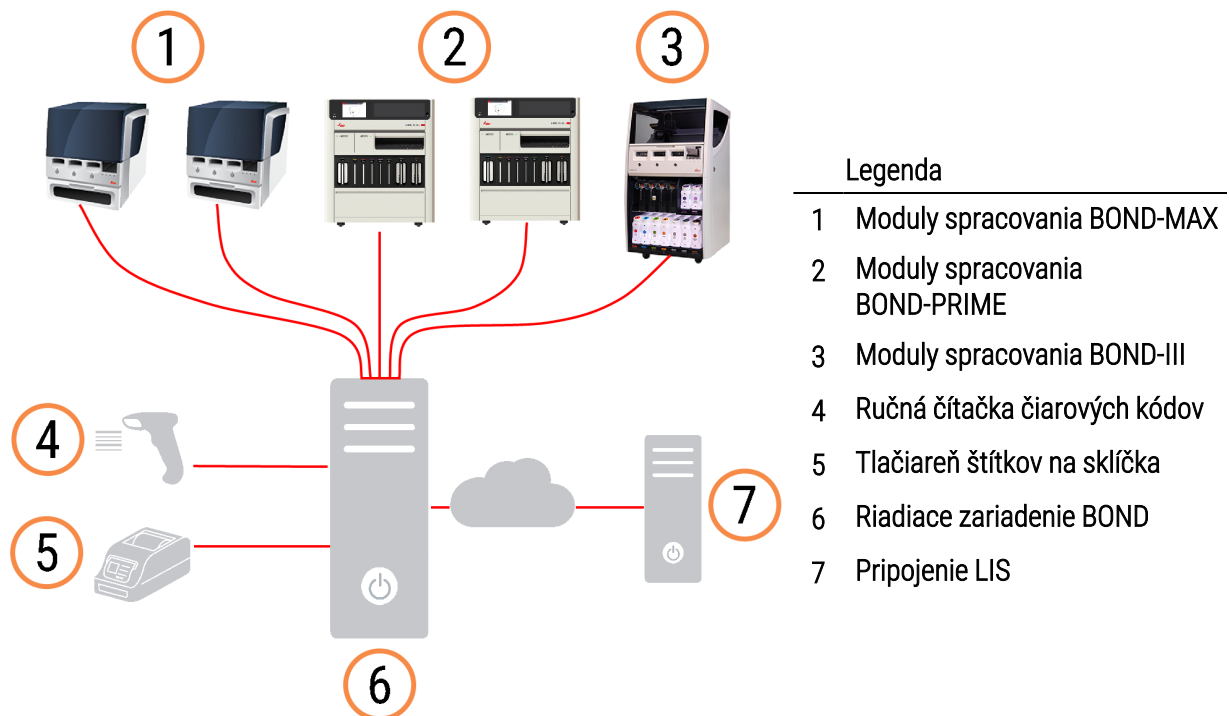 1
2
3
4
5
6
7
Legenda
1 Moduly spracovania BOND-MAX
2 Moduly spracovania
BOND-PRIME
3 Moduly spracovania BOND-III
4 Ručná čítačka čiarových kódov
5 Tlačiareň štítkov na sklíčka
6 Riadiace zariadenie BOND
7 Pripojenie LIS